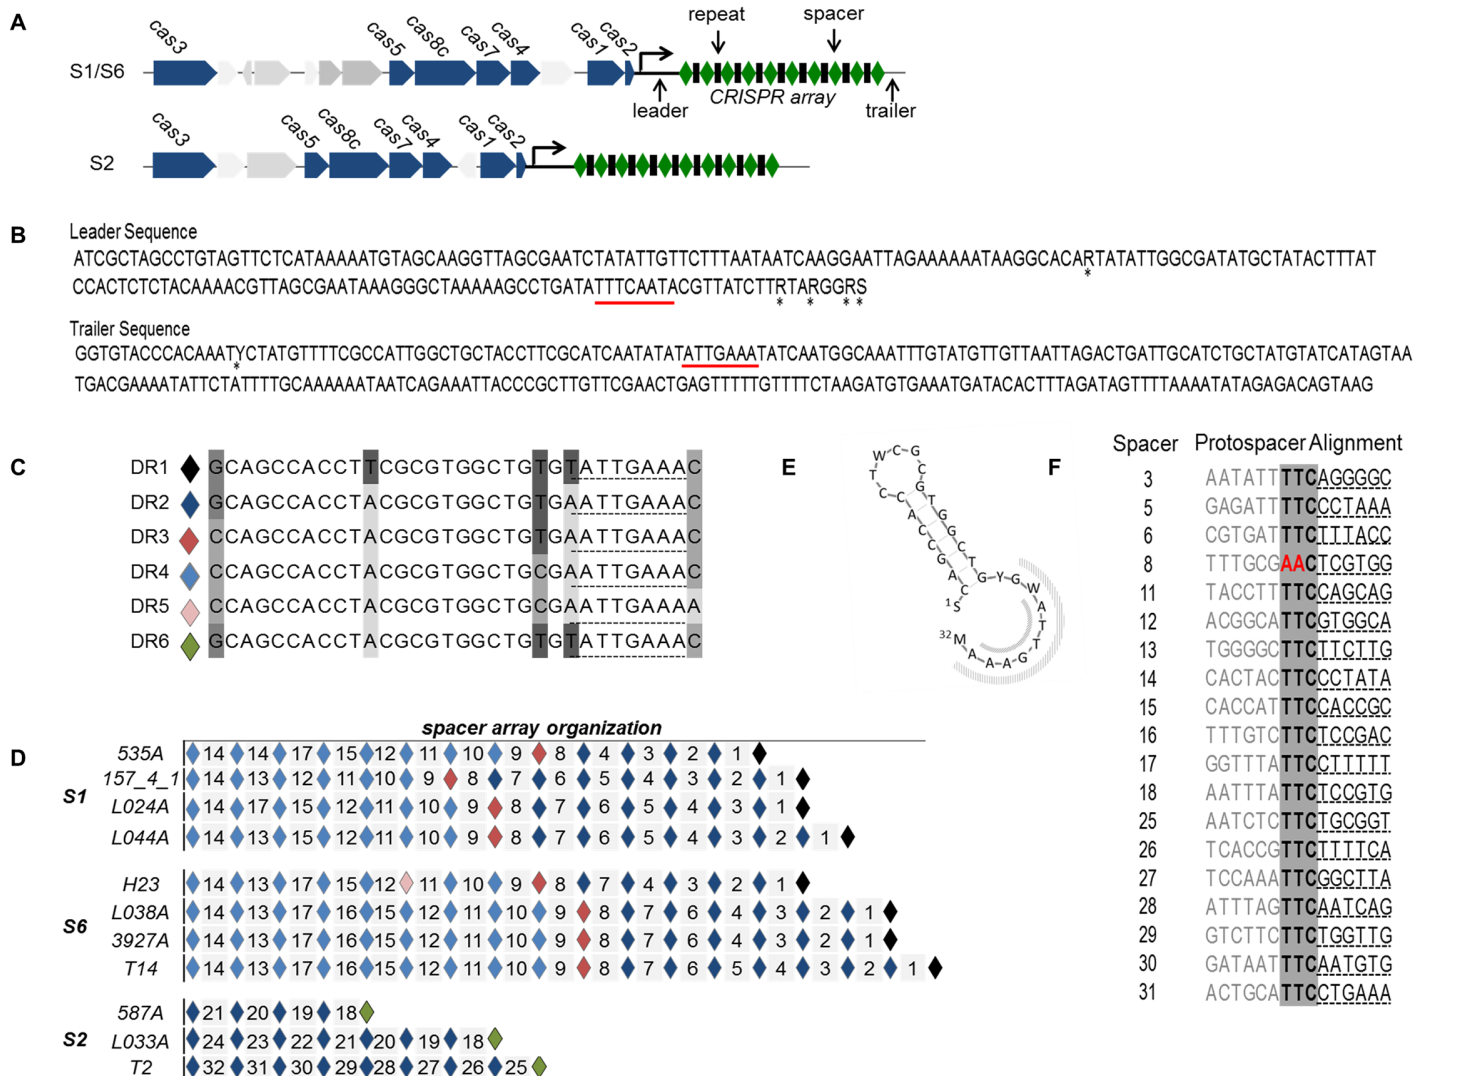 A
cas3 cas5 cas8c cas7 cas4 cas1 cas2 repeat spacer
S1/S6
CRISPR array
leader trailer
cas3 cas5 cas8c cas7 cas4 cas1 cas2
S2
B
Leader Sequence
ATCGCTAGCCTGTAGTTCTCATAAAAATGTAGCAAGGTTAGCGAATCTATATTGTTCTTTAATAATCAAGGAATTAGAAAAAATAAGGCACARTATATTGGCGATATGCTATACTTTAT
*
CCACTCTCTACAAAACGTTAGCGAATAAAGGGCTAAAAAGCCTGATATTTCAATACGTTATCTTRTARGGRS
* * * *
Trailer Sequence
GGTGTACCCACAAATYCTATGTTTTCGCCATTGGCTGCTACCTTCGCATCAATATATATTGAAATATCAATGGCAAATTTGTATGTTGTTAATTAGACTGATTGCATCTGCTATGTATCATAGTAA
*
TGACGAAAATATTCTATTTTGCAAAAAATAATCAGAAATTACCCGCTTGTTCGAACTGAGTTTTTGTTTTCTAAGATGTGAAATGATACACTTTAGATAGTTTTAAAATATAGAGACAGTAAG
C
DR1 GCAGCCACCTTCGCGTGGCTGTGTATTGAAAC
DR2 GCAGCCACCTACGCGTGGCTGTGAATTGAAAC
DR3 CCAGCCACCTACGCGTGGCTGTGAATTGAAAC
DR4 CCAGCCACCTACGCGTGGCTGCGAATTGAAAC
DR5 CCAGCCACCTACGCGTGGCTGCGAATTGAAAA
DR6 GCAGCCACCTACGCGTGGCTGTGTATTGAAAC
D
spacer array organization
S1
535A 14 14 17 15 12 11 10 9 8 4 3 2 1
157_4_1 14 13 12 11 10 9 8 7 6 5 4 3 2 1
L024A 14 17 15 12 11 10 9 8 7 6 5 4 3 1
L044A 14 13 15 12 11 10 9 8 7 6 5 4 3 2 1
S6
H23 14 13 17 15 12 11 10 9 8 7 4 3 2 1
L038A 14 13 17 16 15 12 11 10 9 8 7 6 4 3 2 1
3927A 14 13 17 16 15 12 11 10 9 8 7 6 4 3 2 1
T14 14 13 17 16 15 12 11 10 9 8 7 6 5 4 3 2 1
S2
587A 21 20 19 18
L033A 24 23 22 21 20 19 18
T2 32 31 30 29 28 27 26 25
E
1 S C A G C C A C C T W C G C G T G G C T G Y G W A T T G A A A M 32
F
Spacer Protospacer Alignment
3 AATATTTTCAGGGGC
5 GAGATTTTCCCTAAA
6 CGTGATTTCTTTACC
8 TTTGCGAACTCGTGG
11 TACCTTTTCCAGCAG
12 ACGGCATTCGTGGCA
13 TGGGGCTTCTTCTTG
14 CACTACTTCCCTATA
15 CACCATTTCCACCGC
16 TTTGTCTTCTCCGAC
17 GGTTTATTCCTTTTT
18 AATTTATTCTCCGTG
25 AATCTCTTCTGCGGT
26 TCACCGTTCTTTTCA
27 TCCAAATTCGGCTTA
28 ATTTAGTTCAATCAG
29 GTCTTCTTCTGGTTG
30 GATAATTTCAATGTG
31 ACTGCATTCCTGAAA